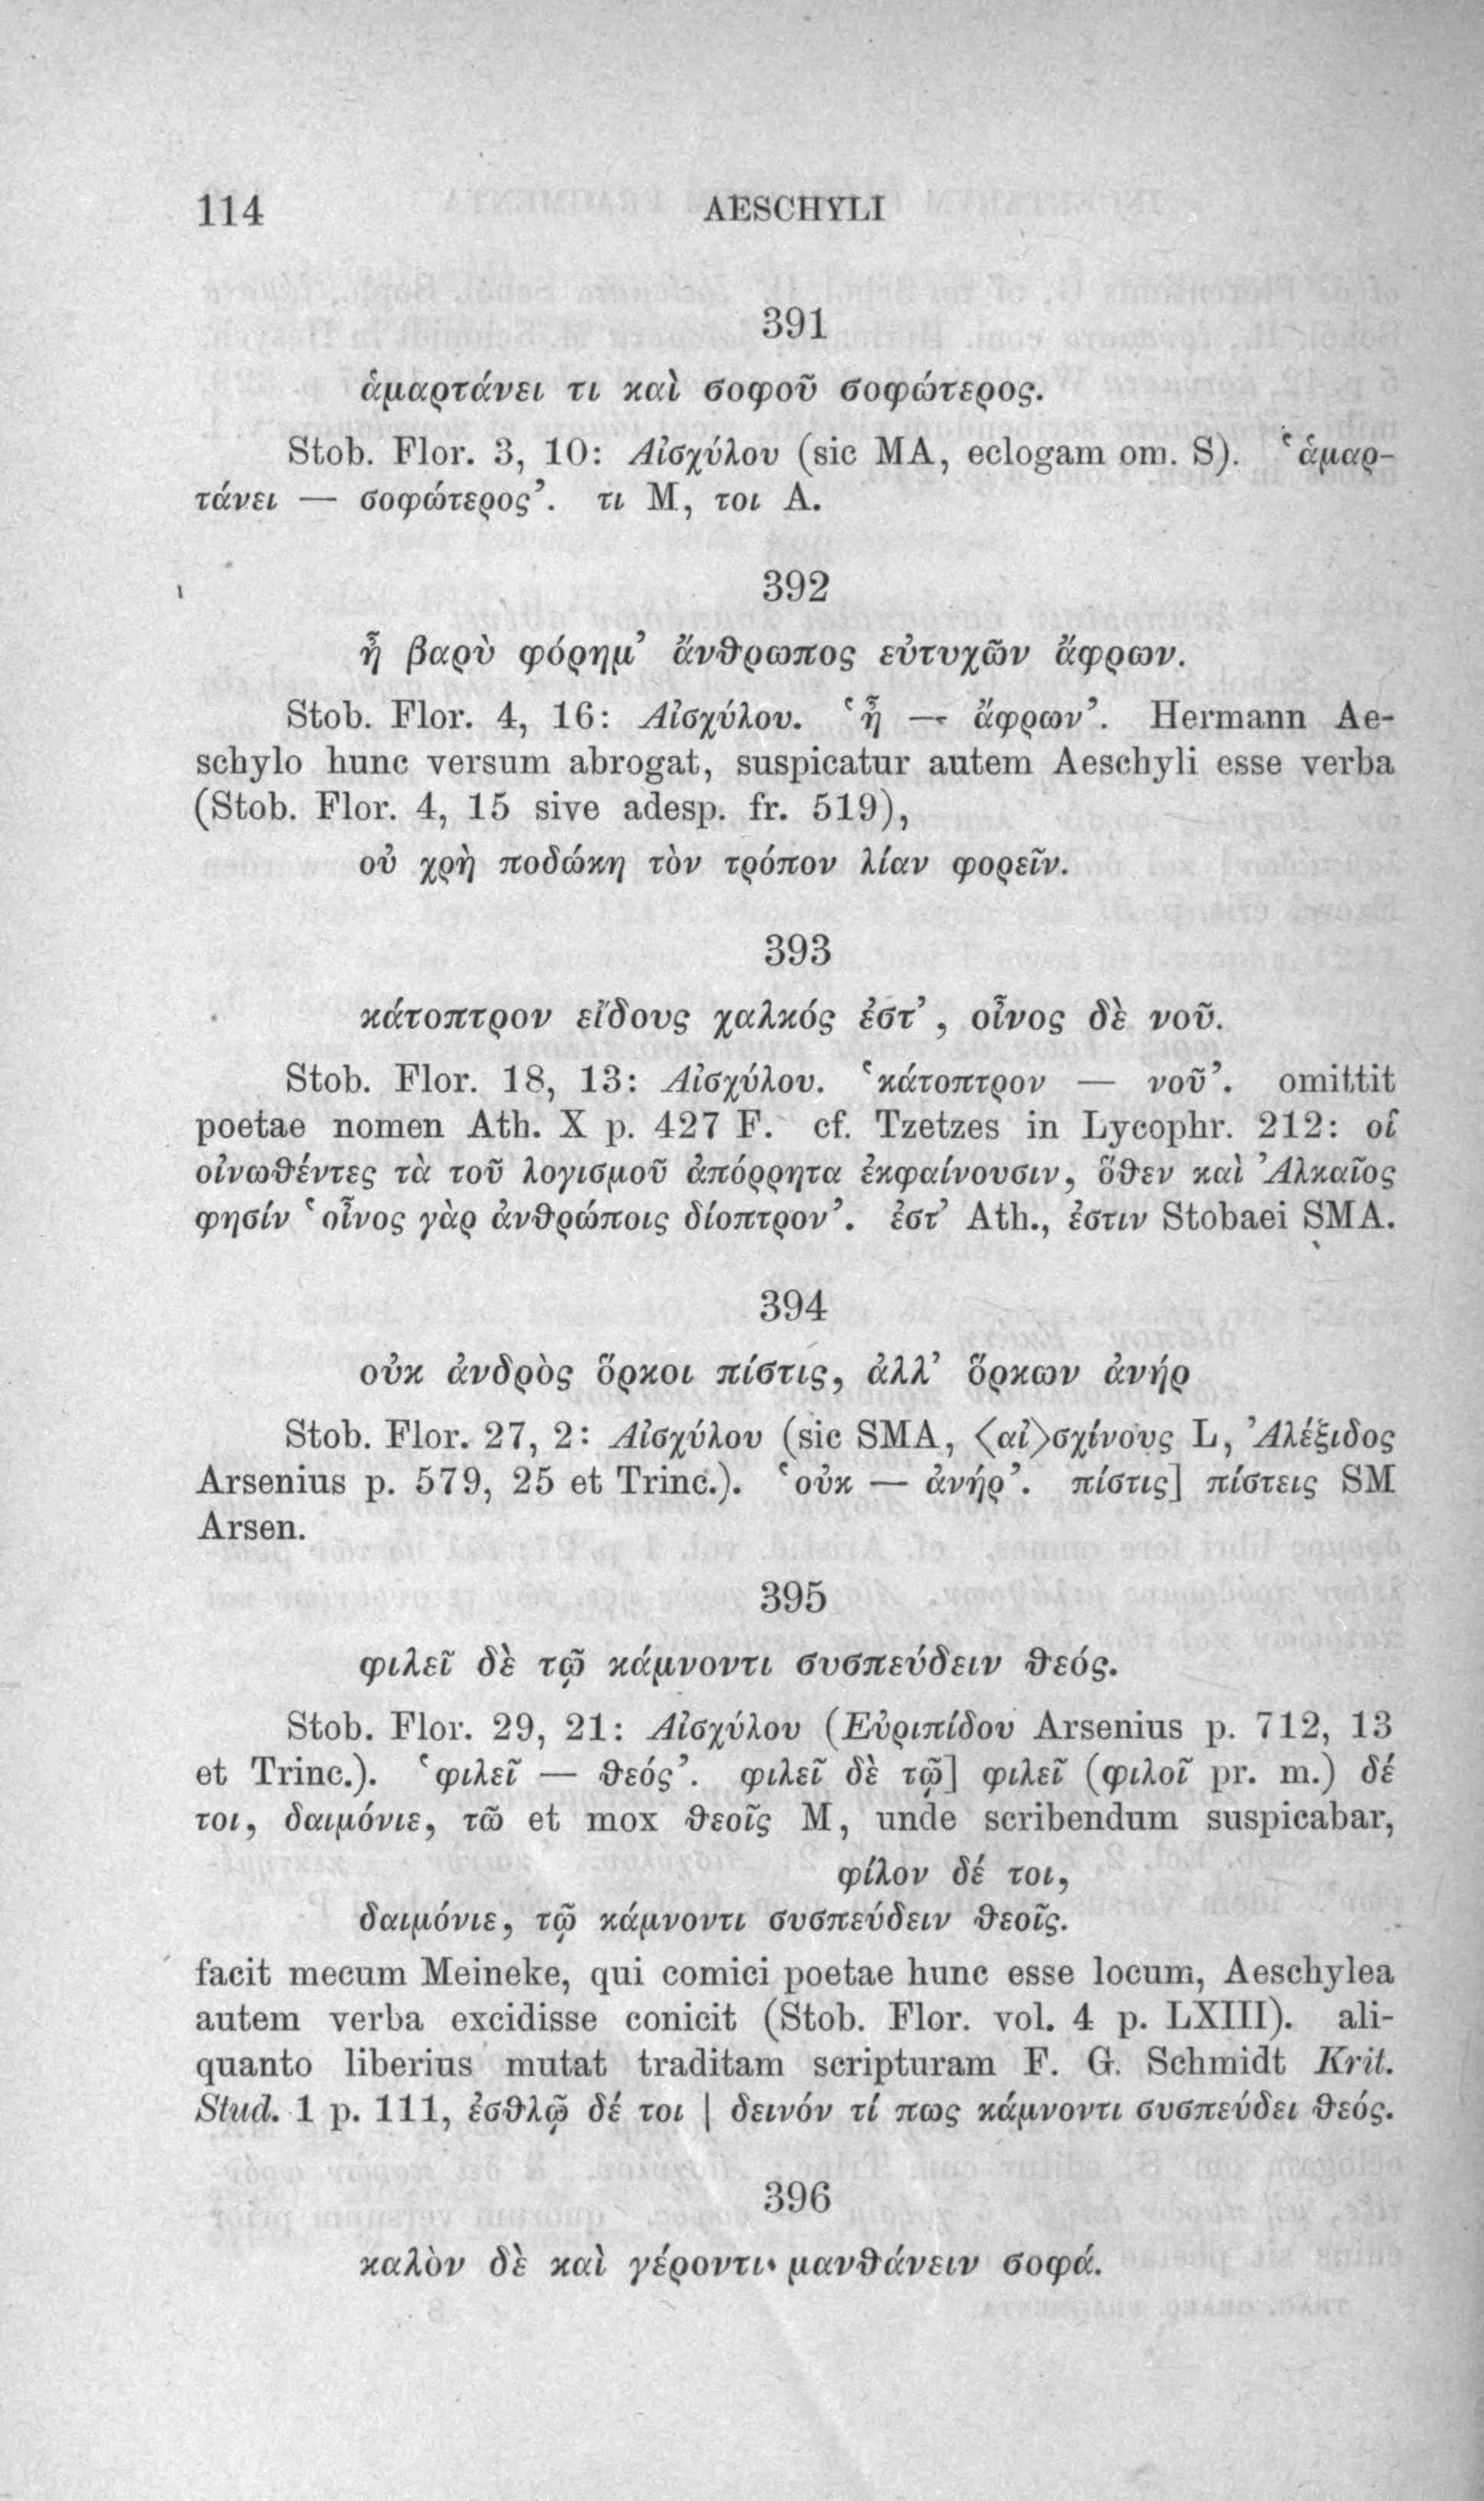 114 AESCHYLI
391
ἁμαρτάνει τι καὶ σοφοῦ σοφώτερος.
Stob. Flor. 3, 10: Αἰσχύλου (sic MA, eclogam om. S). ‘ἁμαρ-
τάνει — σοφώτερος’. τι M, τοι A.
392
ἦ βαρὺ φόρημ’ ἄνθρωπος εὐτυχῶν ἄφρων.
Stob. Flor. 4, 16: Αἰσχύλου. ‘ἦ — ἄφρων’. Hermann Ae-
schylo hunc versum abrogat, suspicatur autem Aeschyli esse verba
(Stob. Flor. 4, 15 sive adesp. fr. 519),
οὐ χρὴ ποδώκη τὸν τρόπον λίαν φορεῖν.
393
κάτοπτρον εἴδους χαλκός ἐστ’, οἶνος δὲ νοῦ.
Stob. Flor. 18, 13: Αἰσχύλου. ‘κάτοπτρον — νοῦ’. omittit
poetae nomen Ath. X p. 427 F. cf. Tzetzes in Lycophr. 212: οἱ
οἰνωθέντες τὰ τοῦ λογισμοῦ ἀπόρρητα ἐκφαίνουσιν, ὅθεν καὶ Ἀλκαῖος
φησίν ‘οἶνος γὰρ ἀνθρώποις δίοπτρον’. ἐστ’ Ath., ἐστιν Stobaei SMA.
394
οὐκ ἀνδρὸς ὅρκοι πίστις, ἀλλ’ ὅρκων ἀνήρ
Stob. Flor. 27, 2: Αἰσχύλου (sic SMA, 〈αἰ〉σχίνους L, Ἀλέξιδος
Arsenius p. 579, 25 et Trinc.). ‘οὐκ — ἀνήρ’. πίστις] πίστεις SM
Arsen.
395
φιλεῖ δὲ τῷ κάμνοντι συσπεύδειν θεός.
Stob. Flor. 29, 21: Αἰσχύλου (Εὐριπίδου Arsenius p. 712, 13
et Trinc.). ‘φιλεῖ — θεός’. φιλεῖ δὲ τῷ] φιλεῖ (φιλοῖ pr. m.) δέ
τοι, δαιμόνιε, τῶ et mox θεοῖς M, unde scribendum suspicabar,
φίλον δέ τοι,
δαιμόνιε, τῷ κάμνοντι συσπεύδειν θεοῖς.
facit mecum Meineke, qui comici poetae hunc esse locum, Aeschylea
autem verba excidisse conicit (Stob. Flor. vol. 4 p. LXIII). ali-
quanto liberius mutat traditam scripturam F. G. Schmidt Krit.
Stud. 1 p. 111, ἐσθλῷ δέ τοι | δεινόν τί πως κάμνοντι συσπεύδει θεός.
396
καλὸν δὲ καὶ γέροντι μανθάνειν σοφά.